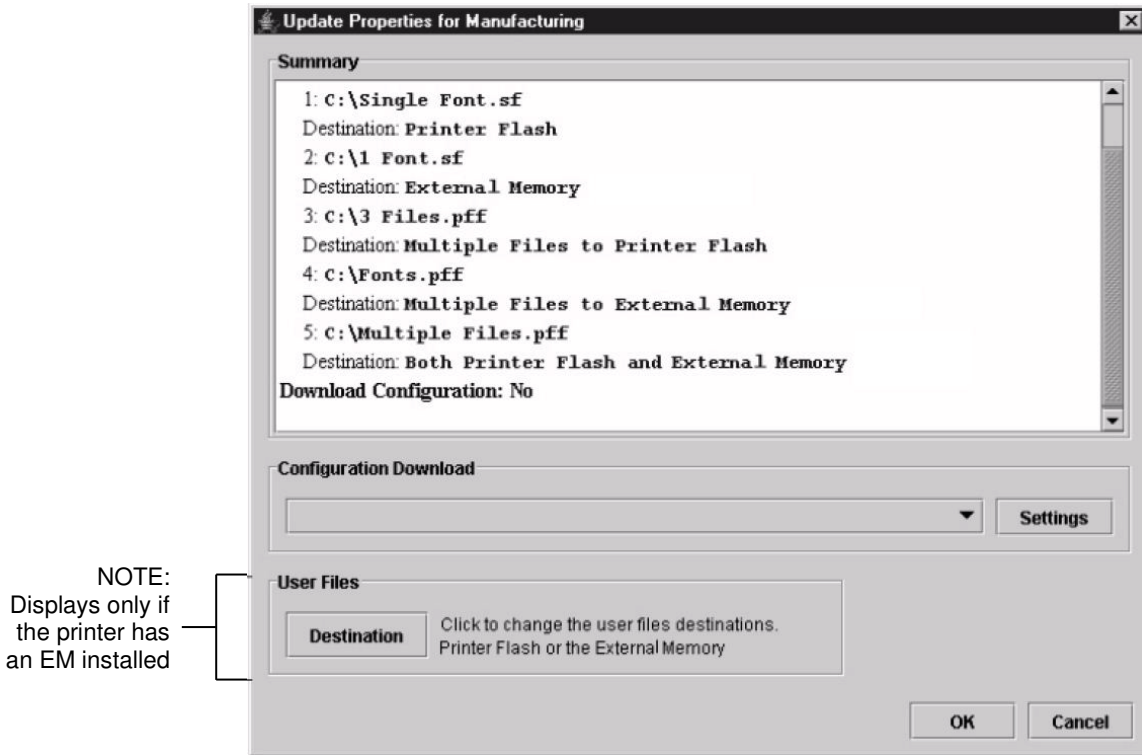 Update Properties for Manufacturing
Summary
1: C:\Single Font.sf
Destination: Printer Flash
2: C:\1 Font.sf
Destination: External Memory
3: C:\3 Files.pff
Destination: Multiple Files to Printer Flash
4: C:\Fonts.pff
Destination: Multiple Files to External Memory
5: C:\Multiple Files.pff
Destination: Both Printer Flash and External Memory
Download Configuration: No
Configuration Download
Settings
NOTE:
Displays only if
the printer has
an EM installed
User Files
Destination
Click to change the user files destinations.
Printer Flash or the External Memory
OK
Cancel